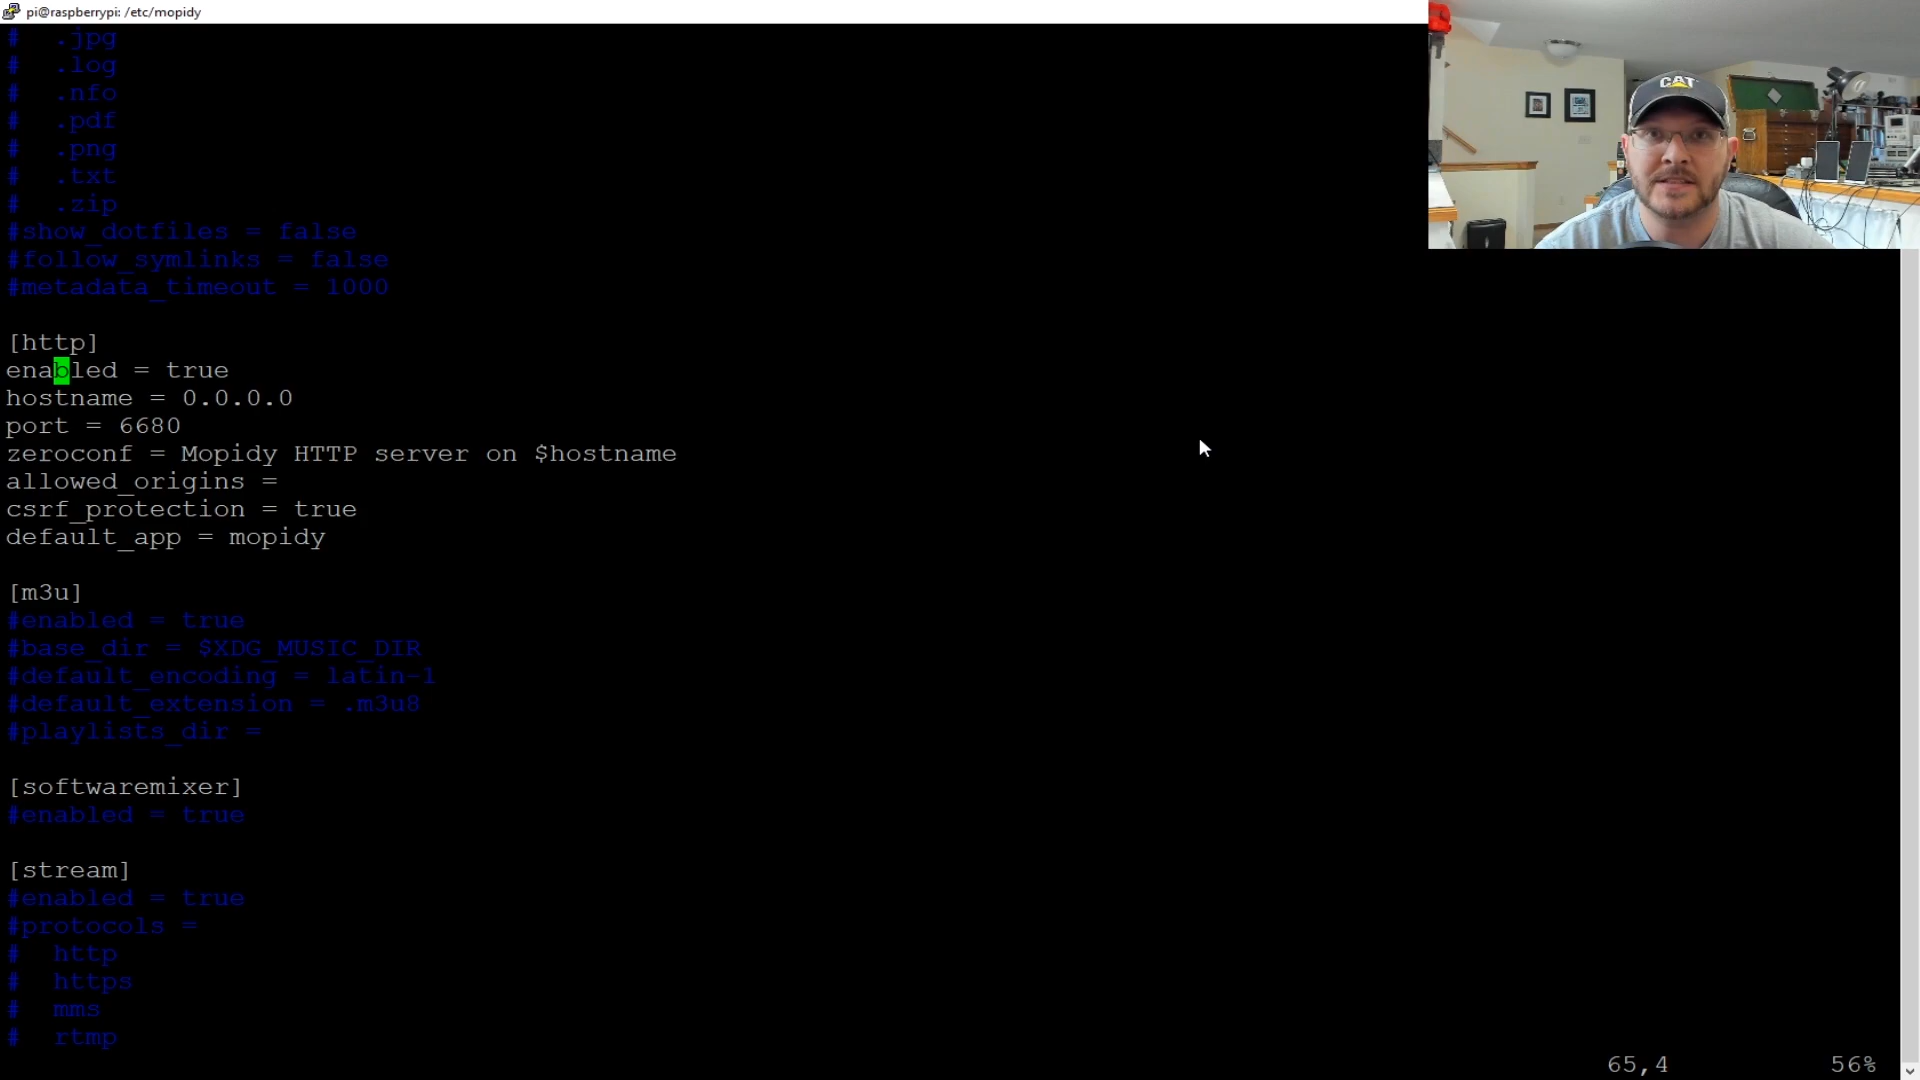 pi@raspberrypi: /etc/mopidy
#  .jpg
#  .log
#  .nfo
#  .pdf
#  .png
#  .txt
#  .zip
#show_dotfiles = false
#follow_symlinks = false
#metadata_timeout = 1000
[http]
enabled = true
hostname = 0.0.0.0
port = 6680
zeroconf = Mopidy HTTP server on $hostname
allowed_origins =
csrf_protection = true
default_app = mopidy
[m3u]
#enabled = true
#base_dir = $XDG_MUSIC_DIR
#default_encoding = latin-1
#default_extension = .m3u8
#playlists_dir =
[softwaremixer]
#enabled = true
[stream]
#enabled = true
#protocols =
#  http
#  https
#  mms
#  rtmp
65,4 56%
CAT